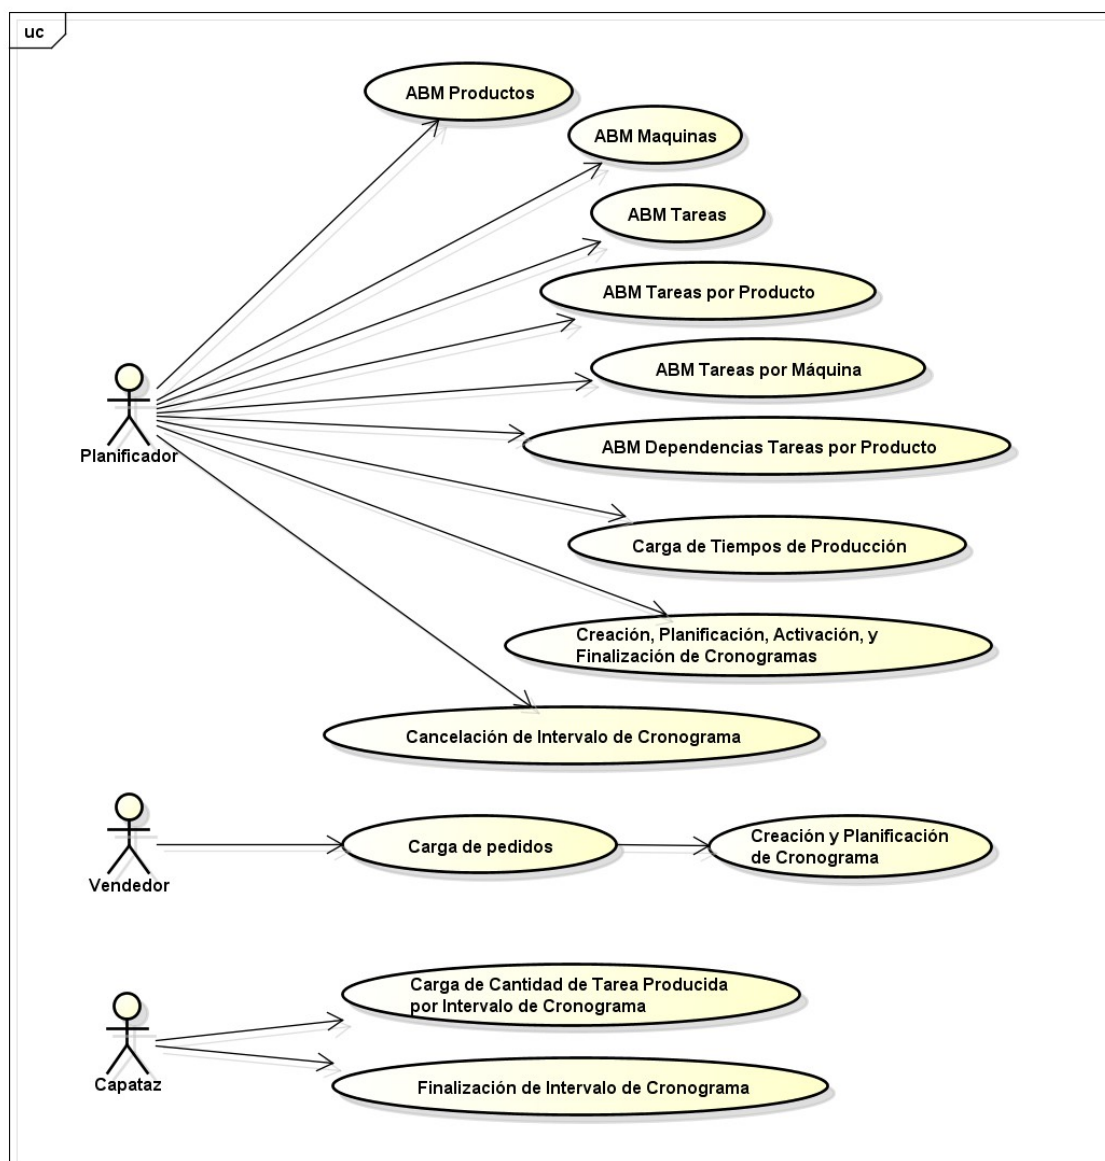 uc
ABM Productos
ABM Maquinas
ABM Tareas
ABM Tareas por Producto
ABM Tareas por Máquina
Planificador
ABM Dependencias Tareas por Producto
Carga de Tiempos de Producción
Creación, Planificación, Activación, y
Finalización de Cronogramas
Cancelación de Intervalo de Cronograma
Vendedor
Carga de pedidos
Creación y Planificación
de Cronograma
Capataz
Carga de Cantidad de Tarea Producida
por Intervalo de Cronograma
Finalización de Intervalo de Cronograma